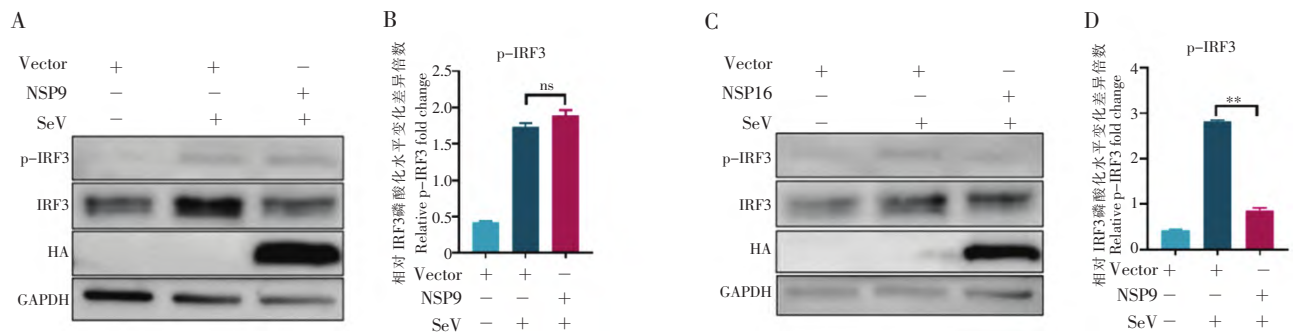 A
Vector + + −
NSP9 − − +
SeV − + +
p-IRF3
IRF3
HA
GAPDH
B
p-IRF3
相对 IRF3磷酸化水平变化差异倍数
Relative p-IRF3 fold change
2.5
2.0
1.5
1.0
0.5
0
ns
Vector + + −
NSP9 − − +
SeV − + +
C
Vector + + −
NSP16 − − +
SeV − + +
p-IRF3
IRF3
HA
GAPDH
D
p-IRF3
相对 IRF3磷酸化水平变化差异倍数
Relative p-IRF3 fold change
4
3
2
1
0
**
Vector + + −
NSP9 − − +
SeV − + +